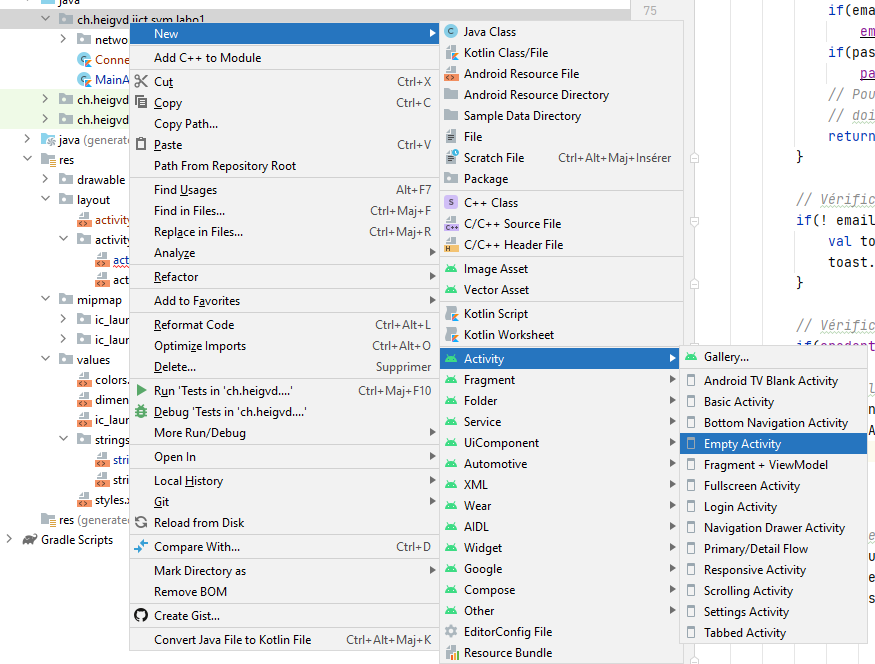 java
ch.heigvd.iict.sym.labo1
netwo
Conne
MainA
ch.heigvd
ch.heigvd
java (generate
res
drawable
layout
activity
activity
act
act
mipmap
ic_laun
ic_laun
values
colors.
dimen
ic_laun
strings
stri
stri
styles.x
res (generated
Gradle Scripts
New
Add C++ to Module
Cut Ctrl+X
Copy Ctrl+C
Copy Path...
Paste Ctrl+V
Path From Repository Root
Find Usages Alt+F7
Find in Files... Ctrl+Maj+F
Replace in Files... Ctrl+Maj+R
Analyze
Refactor
Add to Favorites
Reformat Code Ctrl+Alt+L
Optimize Imports Ctrl+Alt+O
Delete... Supprimer
Run 'Tests in 'ch.heigvd....' Ctrl+Maj+F10
Debug 'Tests in 'ch.heigvd....'
More Run/Debug
Open In
Local History
Git
Reload from Disk
Compare With... Ctrl+D
Mark Directory as
Remove BOM
Create Gist...
Convert Java File to Kotlin File Ctrl+Alt+Maj+K
Java Class
Kotlin Class/File
Android Resource File
Android Resource Directory
Sample Data Directory
File
Scratch File Ctrl+Alt+Maj+Insérer
Package
S C++ Class
C++ C/C++ Source File
H C/C++ Header File
Image Asset
Vector Asset
Kotlin Script
Kotlin Worksheet
Activity
Fragment
Folder
Service
UiComponent
Automotive
XML
Wear
AIDL
Widget
Google
Compose
Other
EditorConfig File
Resource Bundle
Gallery...
Android TV Blank Activity
Basic Activity
Bottom Navigation Activity
Empty Activity
Fragment + ViewModel
Fullscreen Activity
Login Activity
Navigation Drawer Activity
Primary/Detail Flow
Responsive Activity
Scrolling Activity
Settings Activity
Tabbed Activity
75
if(ema
em
if(pas
pa
// Pou
// doi
return
}
// Vérific
if(! email
val to
toast.
}
// Vérific